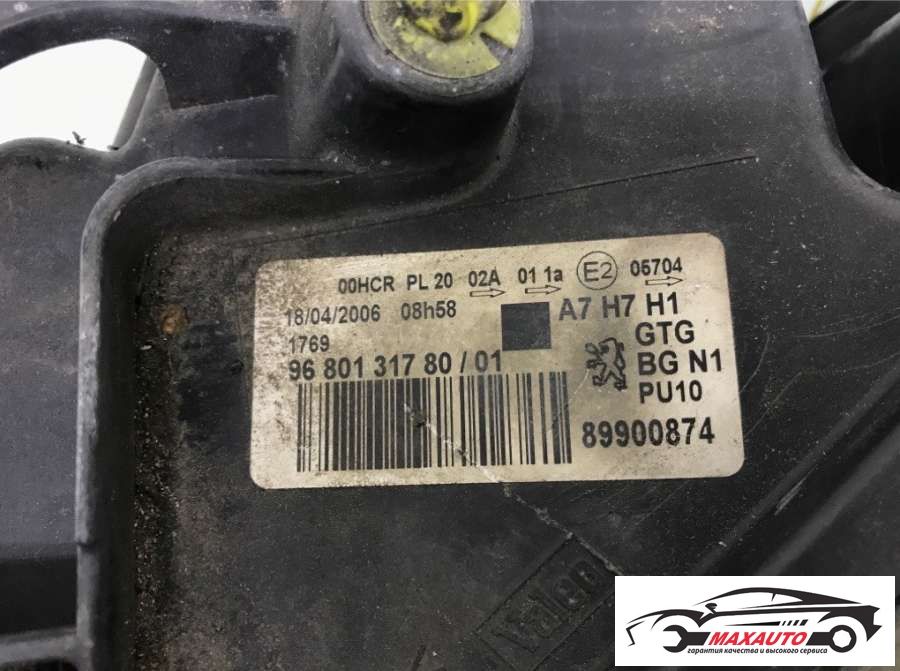 00HCR PL 20 02A 01 1a E2 05704
18/04/2006 08h58 A7 H7 H1
1769 GTG
96 801 317 80 / 01 BG N1
PU10
89900874
Valeo
MAXAUTO
гарантия качества и высокого сервиса